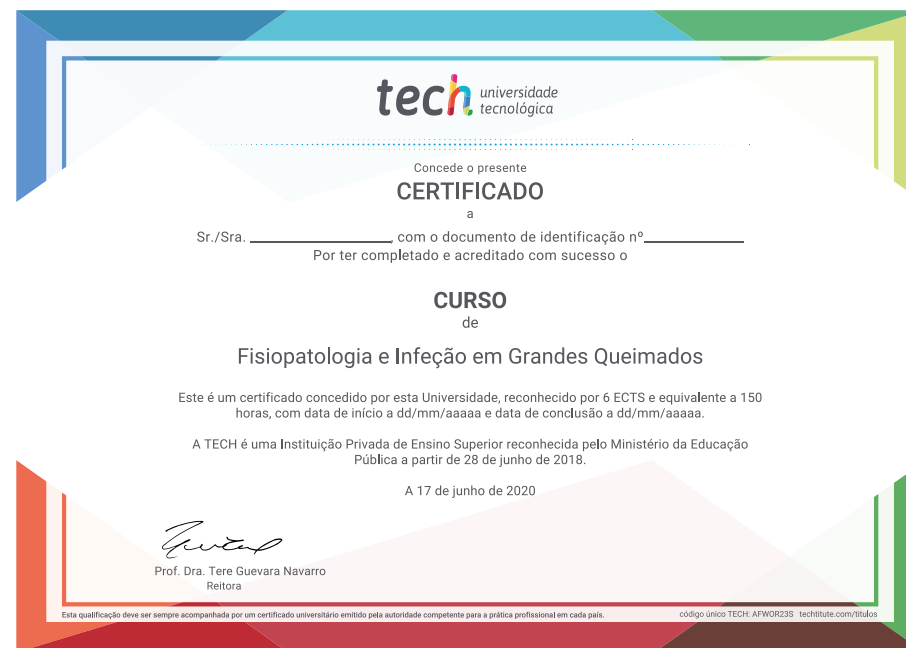 tech universidade
tecnológica
Concede o presente
CERTIFICADO
a
Sr./Sra. , com o documento de identificação nº
Por ter completado e acreditado com sucesso o
CURSO
de
Fisiopatologia e Infeção em Grandes Queimados
Este é um certificado concedido por esta Universidade, reconhecido por 6 ECTS e equivalente a 150
horas, com data de início a dd/mm/aaaaa e data de conclusão a dd/mm/aaaaa.
A TECH é uma Instituição Privada de Ensino Superior reconhecida pelo Ministério da Educação
Pública a partir de 28 de junho de 2018.
A 17 de junho de 2020
Prof. Dra. Tere Guevara Navarro
Reitora
Esta qualificação deve ser sempre acompanhada por um certificado universitário emitido pela autoridade competente para a prática profissional em cada país.
código único TECH: AFWOR23S techtitute.com/titulos